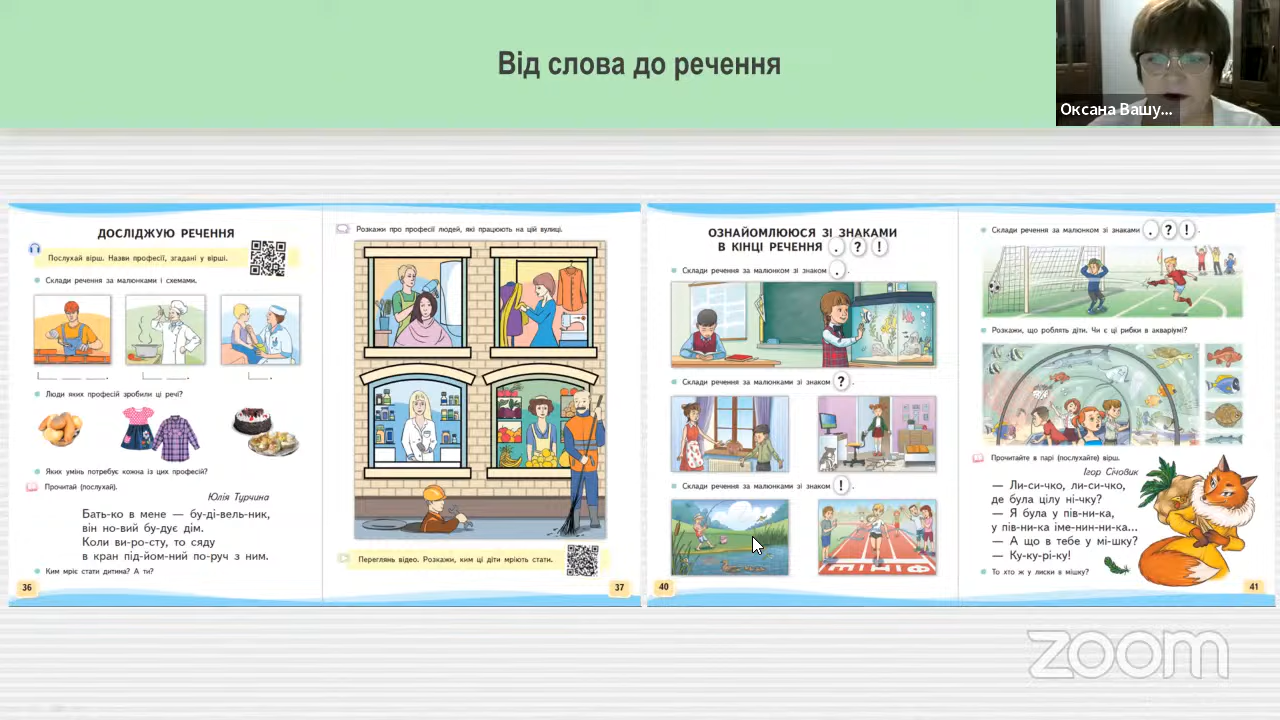 Від слова до речення
Оксана Вашу...
ДОСЛІДЖУЮ РЕЧЕННЯ
Послухай вірш. Назви професії, згадані у вірші.
Склади речення за малюнками і схемами.
Люди яких професій зробили ці речі?
Яких умінь потребує кожна із цих професій?
Прочитай (послухай).
Юлія Турчина
Бать-ко в мене — бу-ді-вель-ник,
він но-вий бу-дує дім.
Коли ви-ро-сту, то сяду
в кран під-йом-ний по-руч з ним.
Ким мріє стати дитина? А ти?
36
Розкажи про професії людей, які працюють на цій вулиці.
Переглянь відео. Розкажи, ким ці діти мріють стати.
37
ОЗНАЙОМЛЮЮСЯ ЗІ ЗНАКАМИ
В КІНЦІ РЕЧЕННЯ . ? !
Склади речення за малюнком зі знаком . .
Склади речення за малюнками зі знаком ? .
Склади речення за малюнками зі знаком ! .
ФІНІШ
40
Склади речення за малюнком зі знаками . ? ! .
Розкажи, що роблять діти. Чи є ці рибки в акваріумі?
Прочитайте в парі (послухайте) вірш.
Ігор Січовик
— Ли-си-чко, ли-си-чко,
де була цілу ні-чку?
— Я була у пів-ни-ка,
у пів-ни-ка іме-нин-ни-ка...
— А що в тебе у мі-шку?
— Ку-ку-рі-ку!
То хто ж у лиски в мішку?
41
zoom